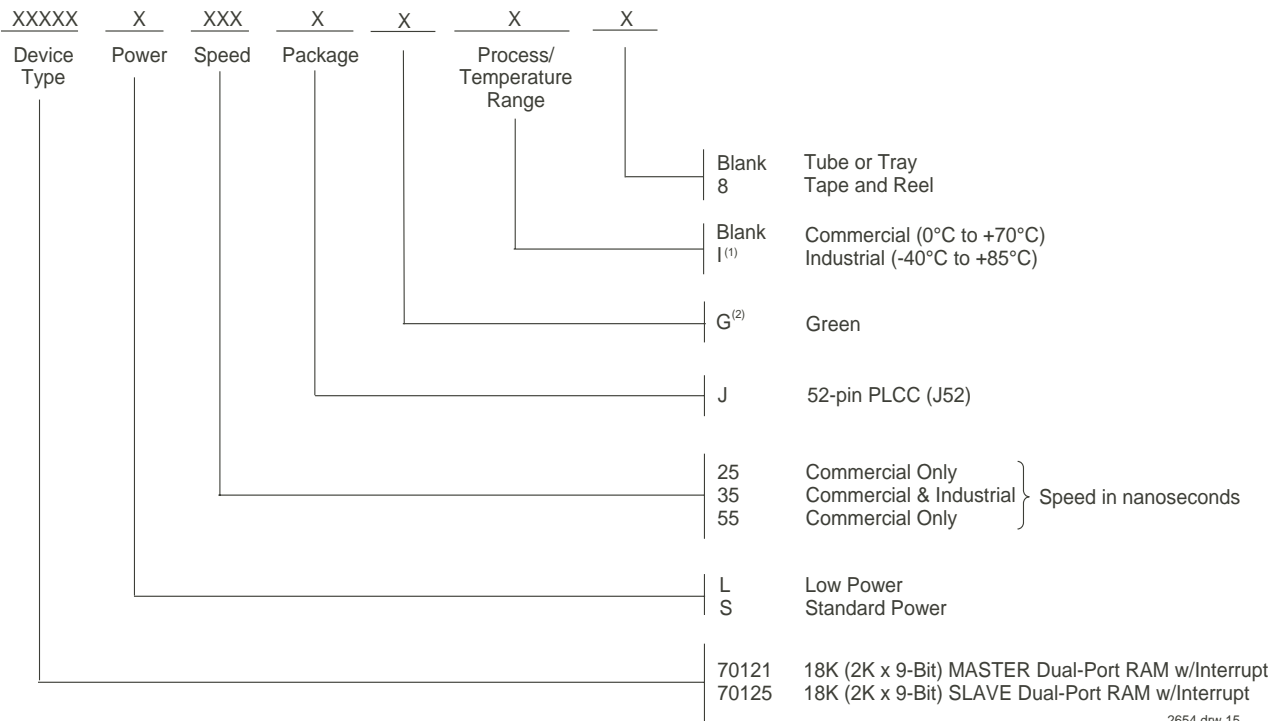 XXXXX X XXX X X X X
Device Type Power Speed Package Process/ Temperature Range
Blank Tube or Tray
8 Tape and Reel
Blank Commercial (0°C to +70°C)
I(1) Industrial (-40°C to +85°C)
G(2) Green
J 52-pin PLCC (J52)
25 Commercial Only
35 Commercial & Industrial Speed in nanoseconds
55 Commercial Only
L Low Power
S Standard Power
70121 18K (2K x 9-Bit) MASTER Dual-Port RAM w/Interrupt
70125 18K (2K x 9-Bit) SLAVE Dual-Port RAM w/Interrupt
2654 drw 15